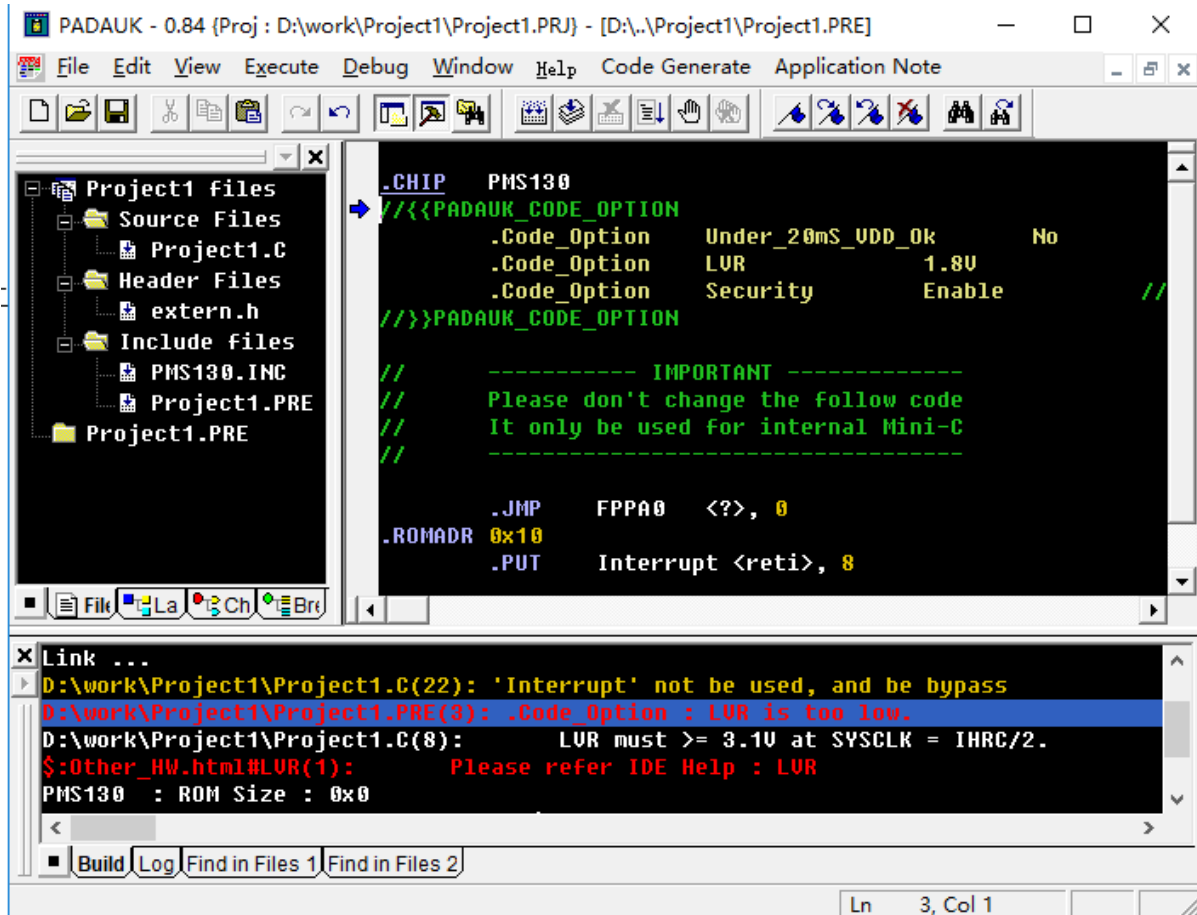 PADAUK - 0.84 {Proj : D:\work\Project1\Project1.PRJ} - [D:\..\Project1\Project1.PRE]
File Edit View Execute Debug Window Help Code Generate Application Note
Project1 files
Source Files
Project1.C
Header Files
extern.h
Include files
PMS130.INC
Project1.PRE
Project1.PRE
File La Ch Bre
.CHIP PMS130
//{{PADAUK_CODE_OPTION
.Code_Option Under_20mS_VDD_Ok No
.Code_Option LVR 1.8V
.Code_Option Security Enable //
//}}PADAUK_CODE_OPTION
// ----------- IMPORTANT -------------
// Please don't change the follow code
// It only be used for internal Mini-C
// -----------------------------------
.JMP FPPA0 <?>, 0
.ROMADR 0x10
.PUT Interrupt <reti>, 8
Link ...
D:\work\Project1\Project1.C(22): 'Interrupt' not be used, and be bypass
D:\work\Project1\Project1.PRE(3): .Code_Option : LVR is too low.
D:\work\Project1\Project1.C(8): LVR must >= 3.1V at SYSCLK = IHRC/2.
$:Other_HW.html#LVR(1): Please refer IDE Help : LVR
PMS130 : ROM Size : 0x0
Build Log Find in Files 1 Find in Files 2
Ln 3, Col 1